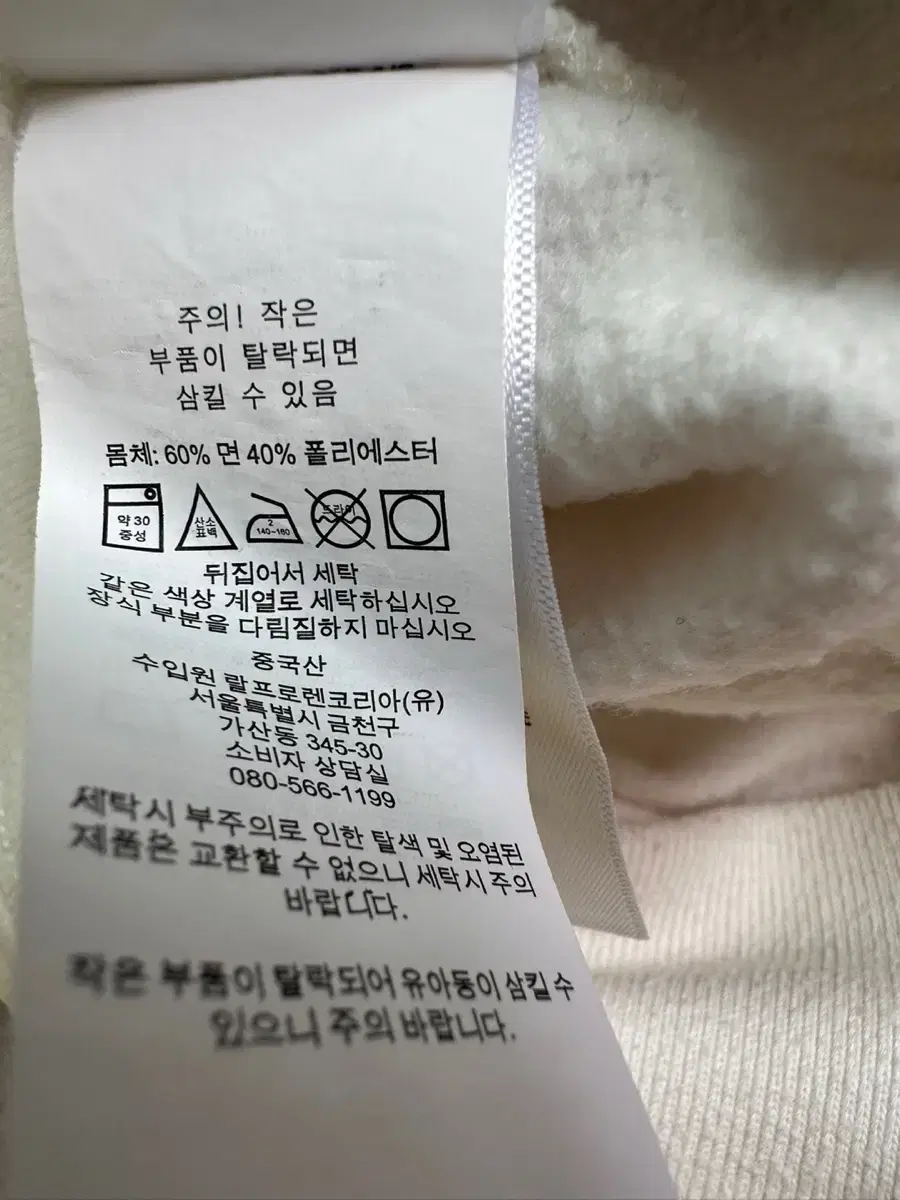 주의! 작은
부품이 탈락되면
삼킬 수 있음
몸체: 60% 면 40% 폴리에스터
약 30
중성
산소
표백
2
140~160
드라이
뒤집어서 세탁
같은 색상 계열로 세탁하십시오
장식 부분을 다림질하지 마십시오
중국산
수입원 랄프로렌코리아(유)
서울특별시 금천구
가산동 345-30
소비자 상담실
080-566-1199
세탁시 부주의로 인한 탈색 및 오염된
제품은 교환할 수 없으니 세탁시 주의
바랍니다.
작은 부품이 탈락되어 유아동이 삼킬 수
있으니 주의 바랍니다.